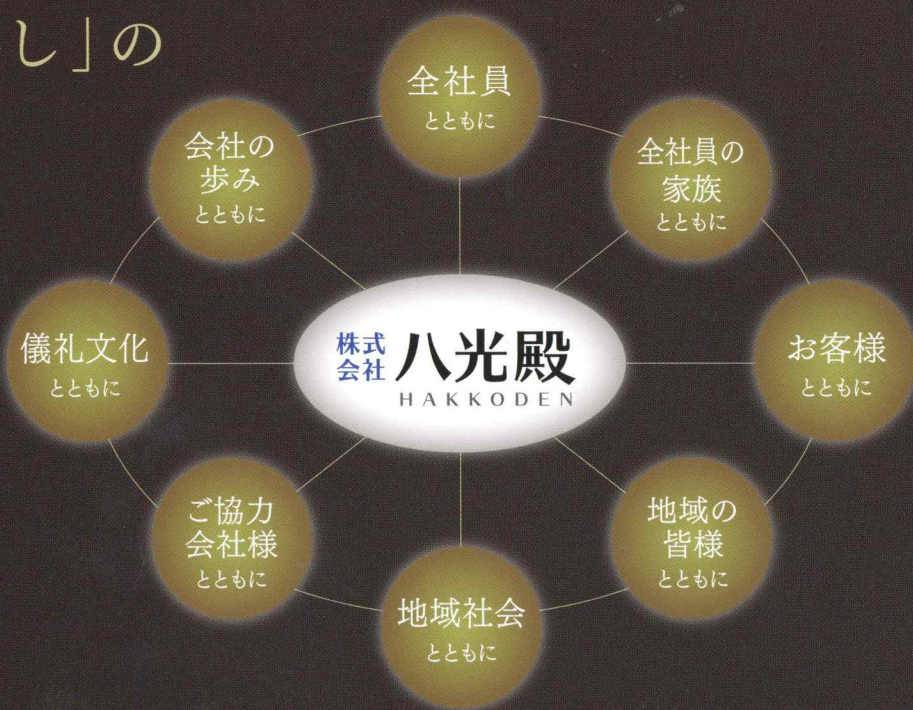 し」の
全社員
とともに
会社の
歩み
とともに
全社員の
家族
とともに
儀礼文化
とともに
株式
会社
八光殿
HAKKODEN
お客様
とともに
ご協力
会社様
とともに
地域の
皆様
とともに
地域社会
とともに